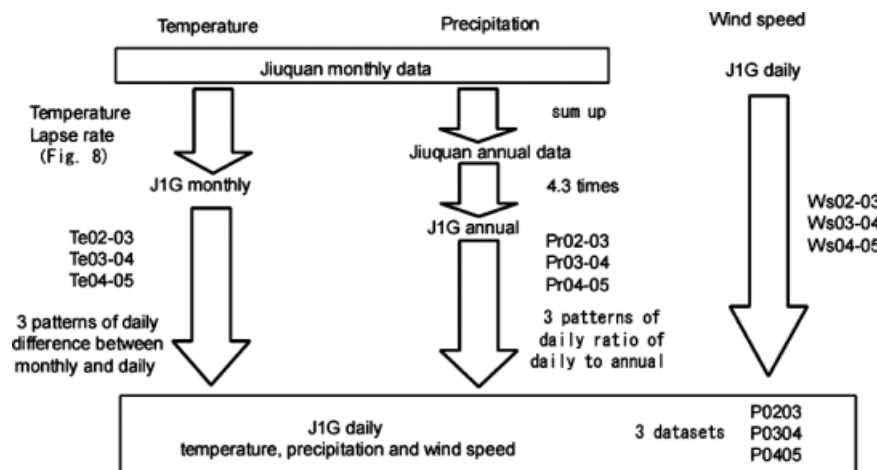 Temperature
Precipitation
Wind speed
Jiuquan monthly data
J1G daily
Temperature
Lapse rate
(Fig. 8)
sum up
Jiuquan annual data
J1G monthly
4.3 times
J1G annual
Te02-03
Te03-04
Te04-05
Pr02-03
Pr03-04
Pr04-05
Ws02-03
Ws03-04
Ws04-05
3 patterns of daily
difference between
monthly and daily
3 patterns of
daily ratio of
daily to annual
J1G daily
temperature, precipitation and wind speed
3 datasets
P0203
P0304
P0405